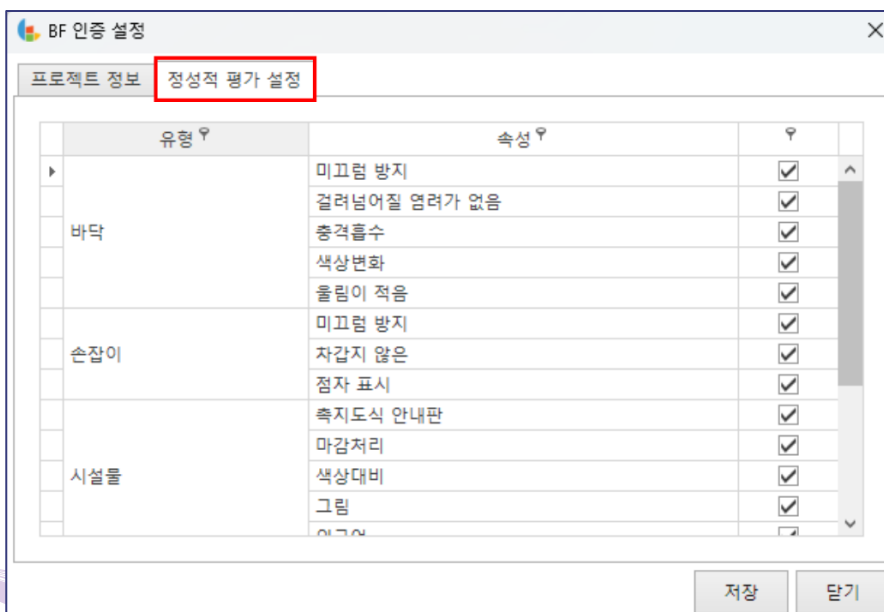 BF 인증 설정
프로젝트 정보 정성적 평가 설정
유형 속성
바닥
미끄럼 방지
걸려넘어질 염려가 없음
충격흡수
색상변화
울림이 적음
손잡이
미끄럼 방지
차갑지 않은
점자 표시
시설물
촉지도식 안내판
마감처리
색상대비
그림
저장 닫기